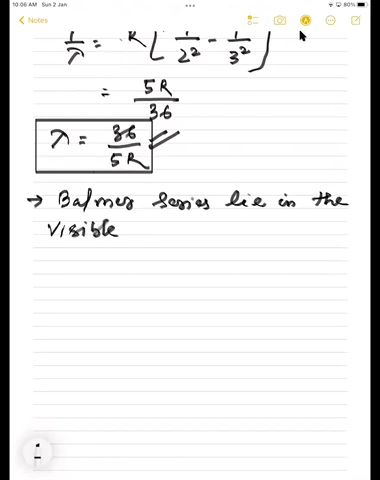 10:06 AM Sun 2 Jan
80%
Notes
1/λ = R ( 1/2² - 1/3² )
= 5R/36
λ = 36/5R
→ Balmer series lie in the
visible